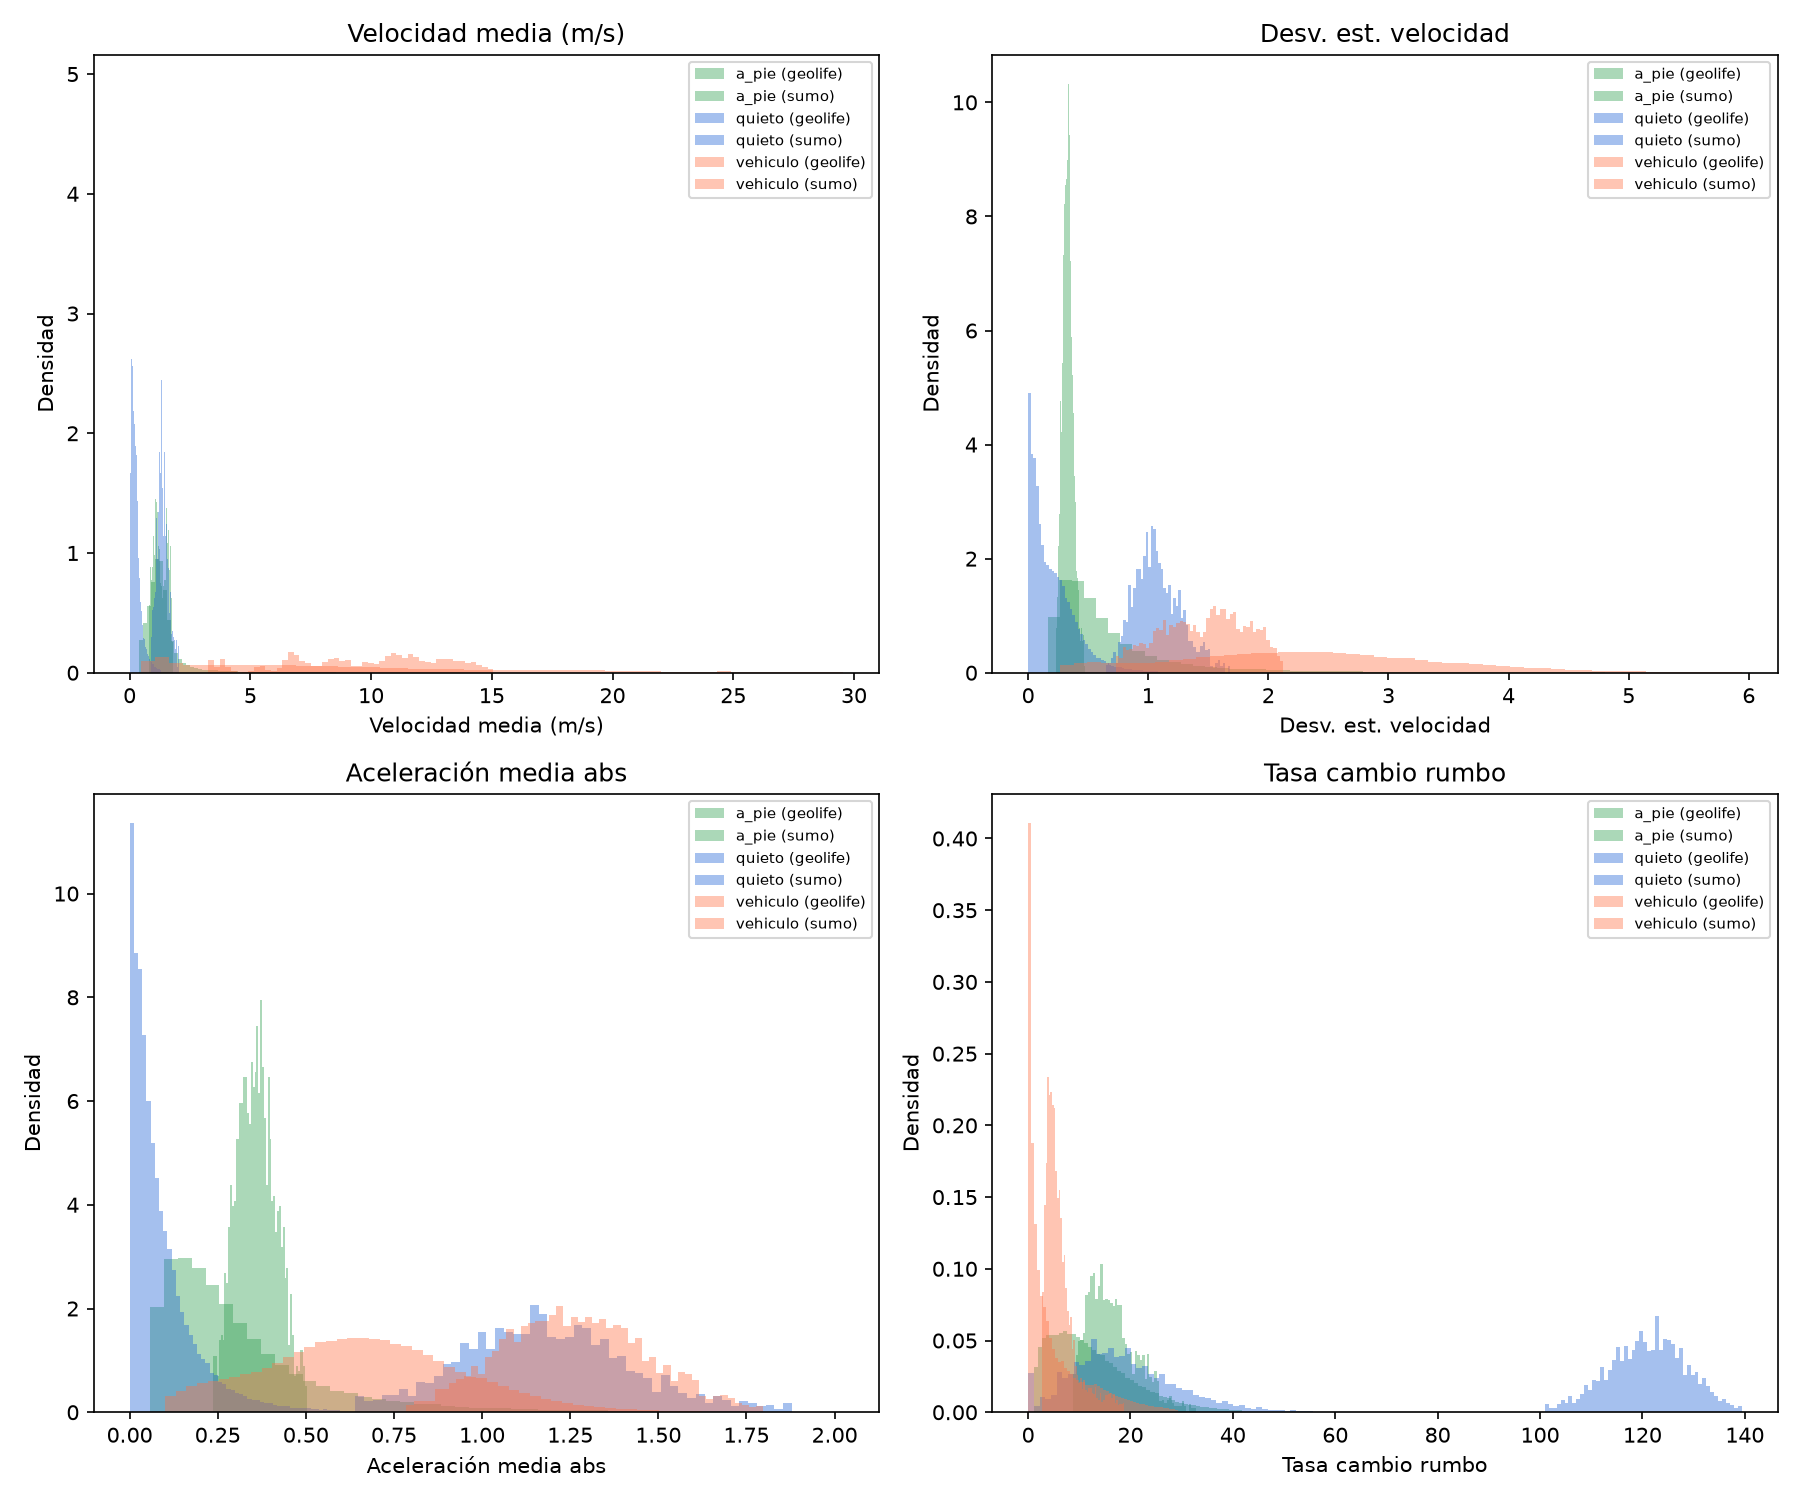 Velocidad media (m/s)
5
4
3
2
1
0
Densidad
a_pie (geolife)
a_pie (sumo)
quieto (geolife)
quieto (sumo)
vehiculo (geolife)
vehiculo (sumo)
0 5 10 15 20 25 30
Velocidad media (m/s)
Desv. est. velocidad
10
8
6
4
2
0
Densidad
a_pie (geolife)
a_pie (sumo)
quieto (geolife)
quieto (sumo)
vehiculo (geolife)
vehiculo (sumo)
0 1 2 3 4 5 6
Desv. est. velocidad
Aceleración media abs
10
8
6
4
2
0
Densidad
a_pie (geolife)
a_pie (sumo)
quieto (geolife)
quieto (sumo)
vehiculo (geolife)
vehiculo (sumo)
0.00 0.25 0.50 0.75 1.00 1.25 1.50 1.75 2.00
Aceleración media abs
Tasa cambio rumbo
0.40
0.35
0.30
0.25
0.20
0.15
0.10
0.05
0.00
Densidad
a_pie (geolife)
a_pie (sumo)
quieto (geolife)
quieto (sumo)
vehiculo (geolife)
vehiculo (sumo)
0 20 40 60 80 100 120 140
Tasa cambio rumbo